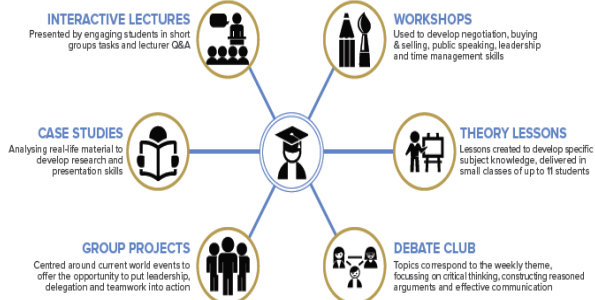 INTERACTIVE LECTURES
Presented by engaging students in short
groups tasks and lecturer Q&A
WORKSHOPS
Used to develop negotiation, buying
& selling, public speaking, leadership
and time management skills
CASE STUDIES
Analysing real-life material to
develop research and
presentation skills
THEORY LESSONS
Lessons created to develop specific
subject knowledge, delivered in
small classes of up to 11 students
GROUP PROJECTS
Centred around current world events to
offer the opportunity to put leadership,
delegation and teamwork into action
DEBATE CLUB
Topics correspond to the weekly theme,
focussing on critical thinking, constructing reasoned
arguments and effective communication